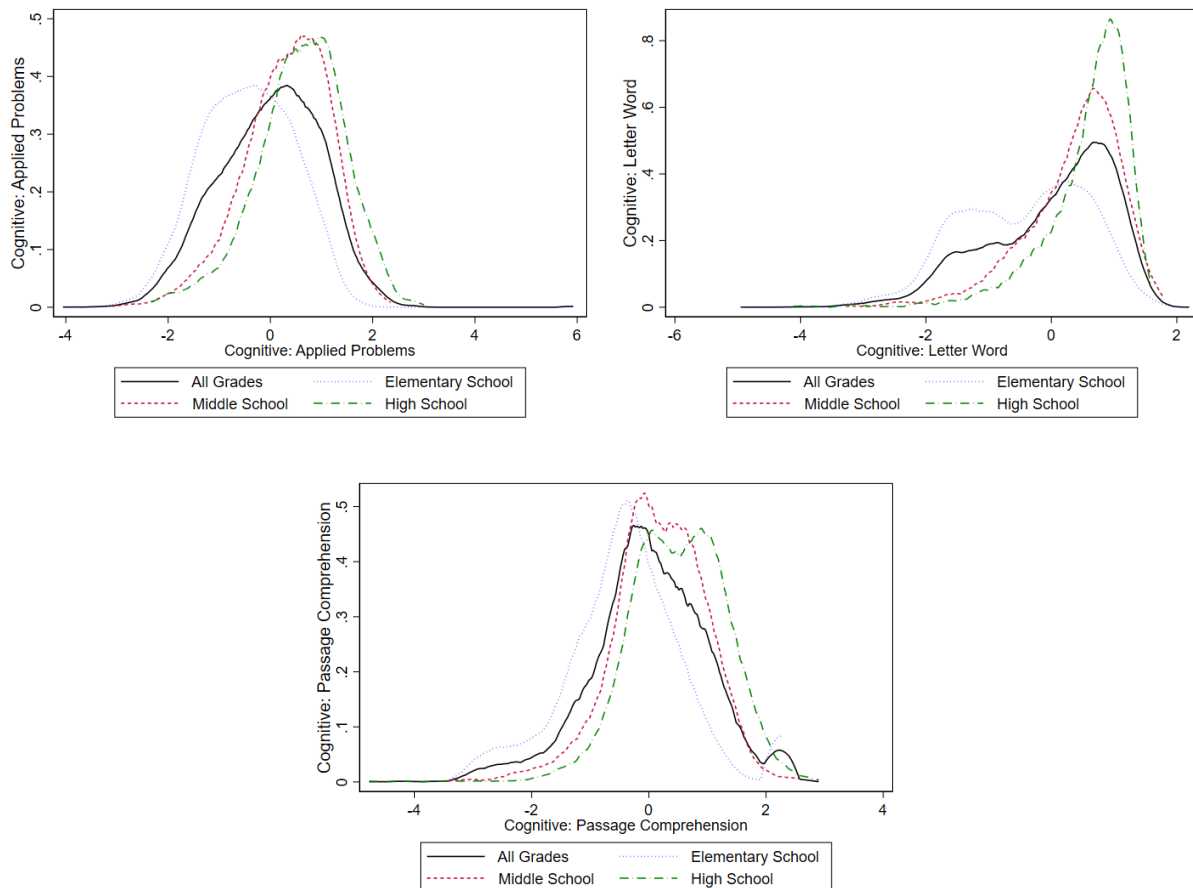 Cognitive: Applied Problems
.5
.4
.3
.2
.1
0
-4 -2 0 2 4 6
Cognitive: Applied Problems
All Grades Elementary School
Middle School High School
Cognitive: Letter Word
.8
.6
.4
.2
0
-6 -4 -2 0 2
Cognitive: Letter Word
All Grades Elementary School
Middle School High School
Cognitive: Passage Comprehension
.5
.4
.3
.2
.1
0
-4 -2 0 2 4
Cognitive: Passage Comprehension
All Grades Elementary School
Middle School High School